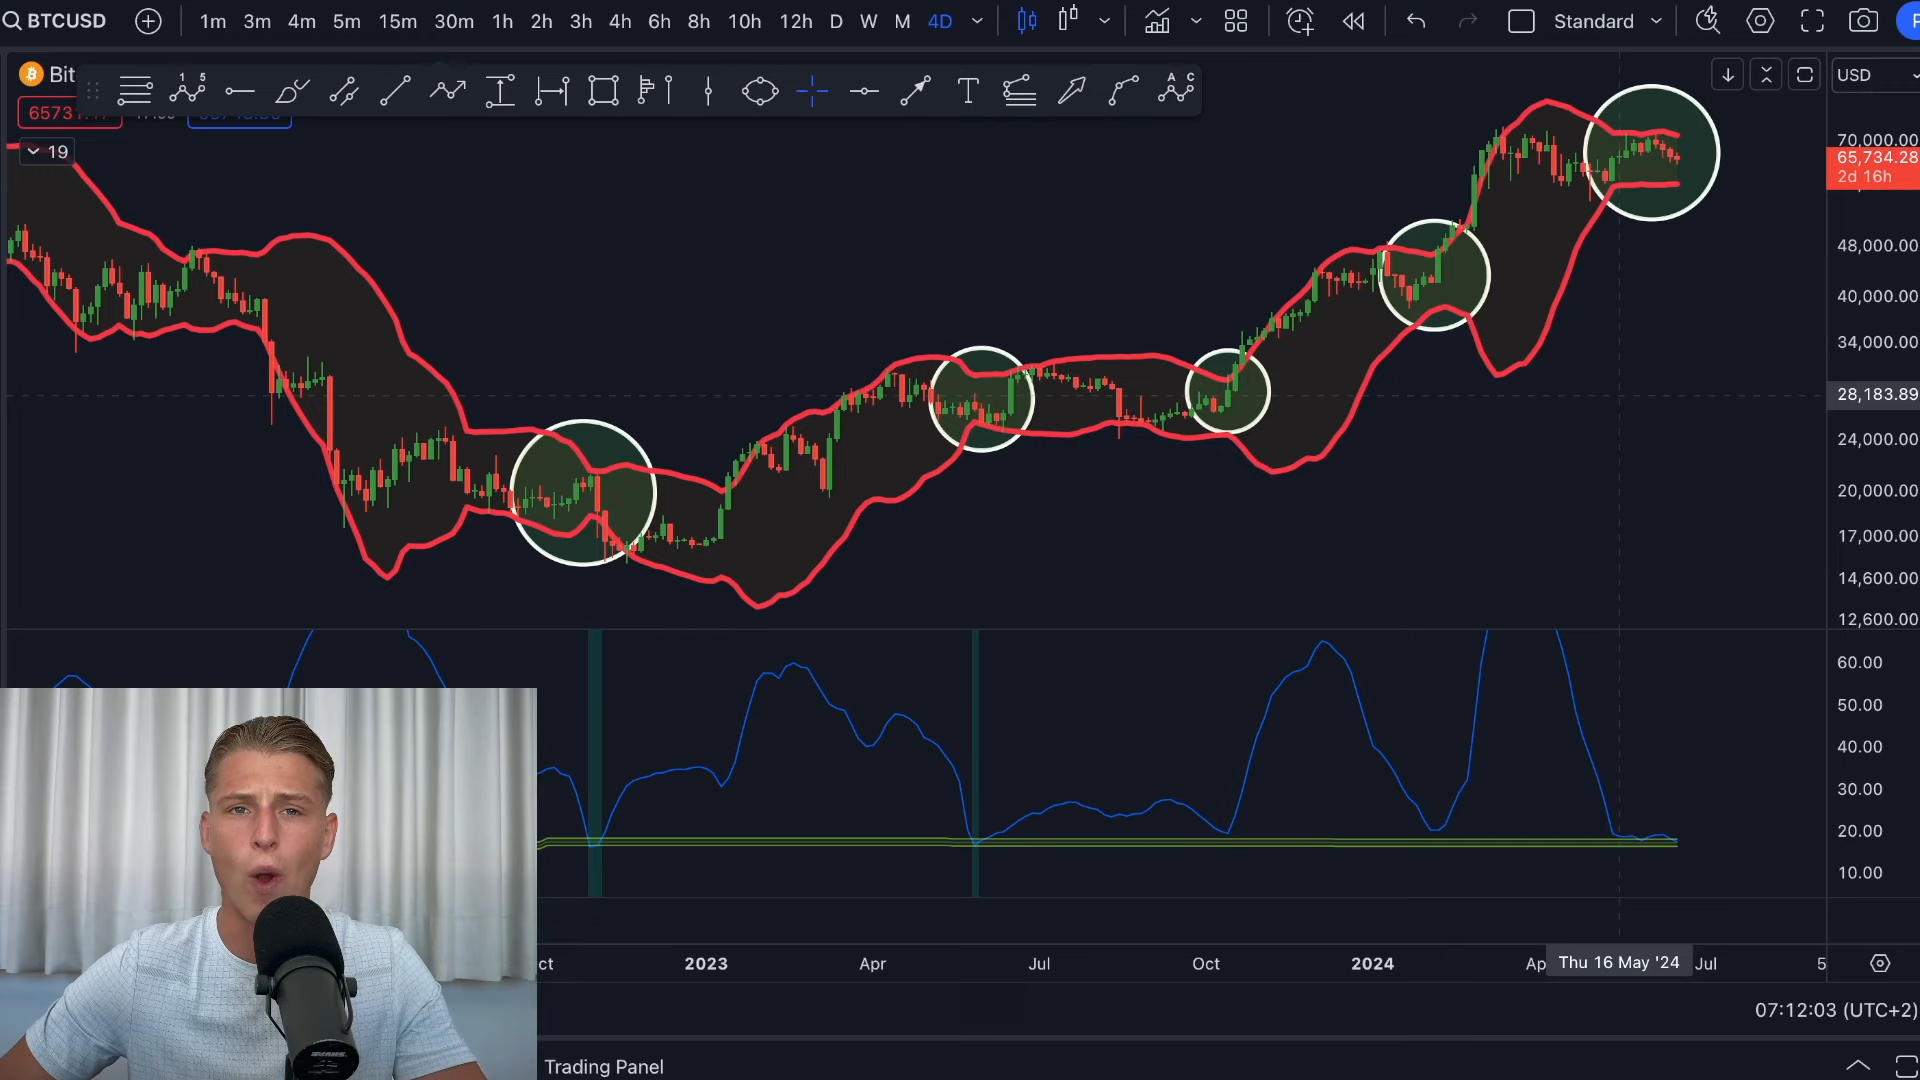 BTCUSD 1m 3m 4m 5m 15m 30m 1h 2h 3h 4h 6h 8h 10h 12h D W M 4D Standard
Bit
1 5
T
A C
USD
19
70,000.00
65,734.28
2d 16h
48,000.00
40,000.00
34,000.00
28,183.89
24,000.00
20,000.00
17,000.00
14,600.00
12,600.00
60.00
50.00
40.00
30.00
20.00
10.00
ct 2023 Apr Jul Oct 2024 Ap Thu 16 May '24 Jul 5
07:12:03 (UTC+2)
Trading Panel